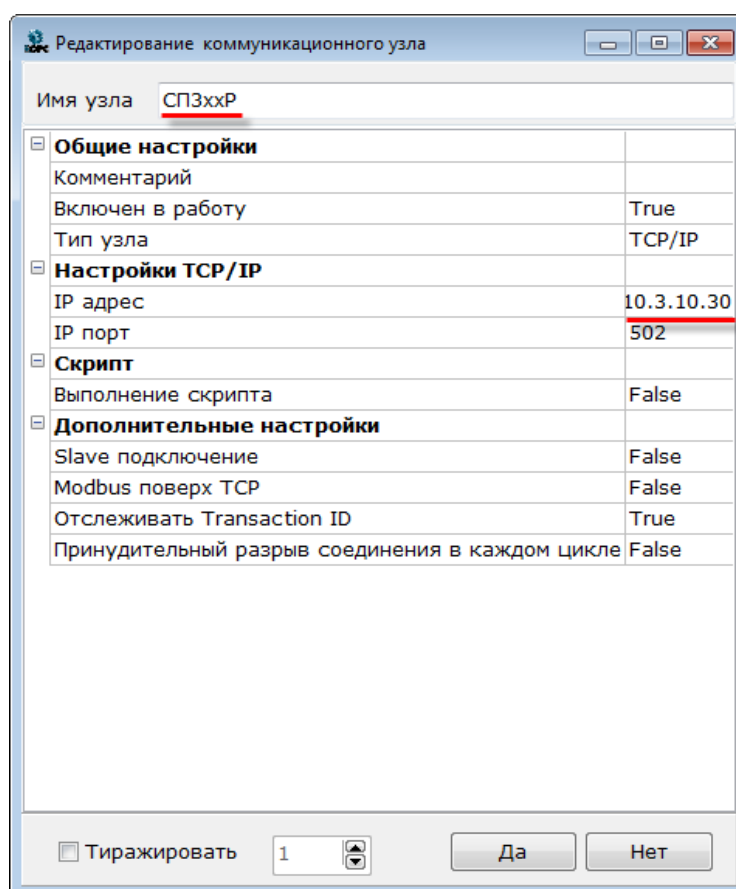 Редактирование коммуникационного узла
Имя узла СП3xxР
Общие настройки
Комментарий
Включен в работу True
Тип узла TCP/IP
Настройки TCP/IP
IP адрес 10.3.10.30
IP порт 502
Скрипт
Выполнение скрипта False
Дополнительные настройки
Slave подключение False
Modbus поверх TCP False
Отслеживать Transaction ID True
Принудительный разрыв соединения в каждом цикле False
Тиражировать 1 Да Нет